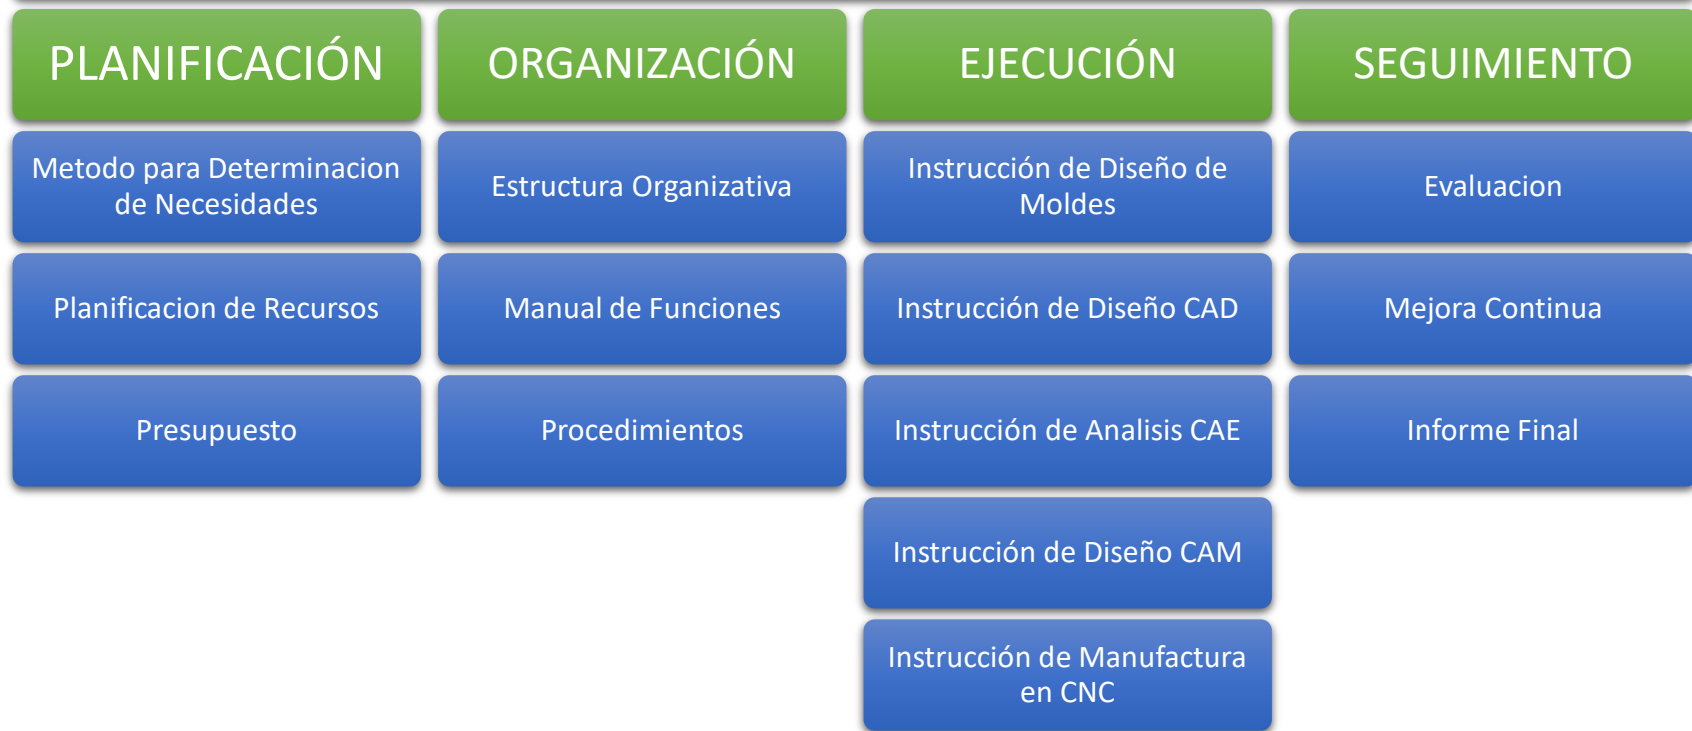 PLANIFICACIÓN
Metodo para Determinacion
de Necesidades
Planificacion de Recursos
Presupuesto
ORGANIZACIÓN
Estructura Organizativa
Manual de Funciones
Procedimientos
EJECUCIÓN
Instrucción de Diseño de
Moldes
Instrucción de Diseño CAD
Instrucción de Analisis CAE
Instrucción de Diseño CAM
Instrucción de Manufactura
en CNC
SEGUIMIENTO
Evaluacion
Mejora Continua
Informe Final